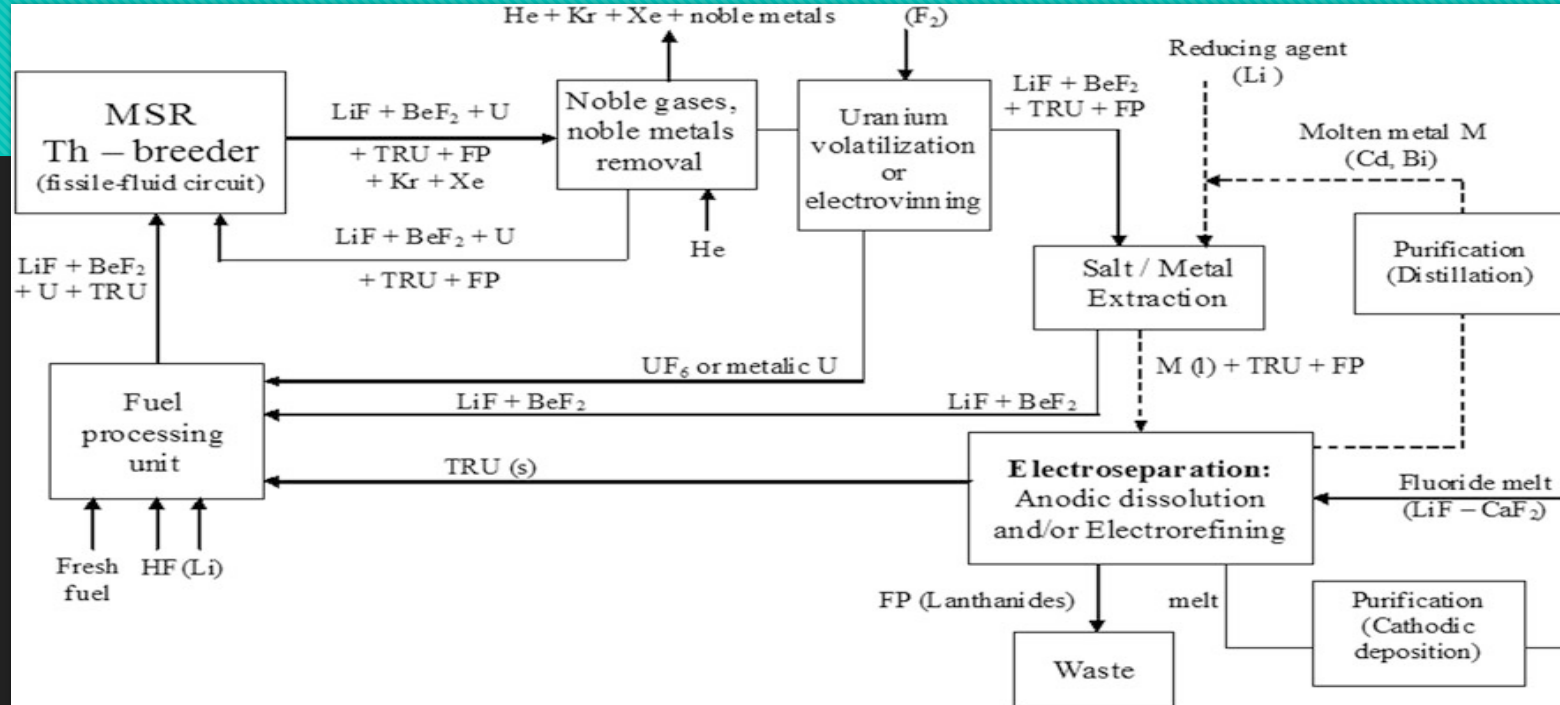 He + Kr + Xe + noble metals
(F₂)
Reducing agent
(Li )
MSR
Th – breeder
(fissile-fluid circuit)
LiF + BeF₂ + U
+ TRU + FP
+ Kr + Xe
Noble gases,
noble metals
removal
Uranium
volatilization
or
electrovinning
LiF + BeF₂
+ TRU + FP
Molten metal M
(Cd, Bi)
LiF + BeF₂ + U
+ TRU + FP
He
LiF + BeF₂
+ U + TRU
Salt / Metal
Extraction
Purification
(Distillation)
UF₆ or metalic U
M (l) + TRU + FP
Fuel
processing
unit
LiF + BeF₂
LiF + BeF₂
TRU (s)
Electroseparation:
Anodic dissolution
and/or Electrorefining
Fluoride melt
(LiF – CaF₂)
Fresh
fuel
HF (Li)
FP (Lanthanides)
melt
Purification
(Cathodic
deposition)
Waste